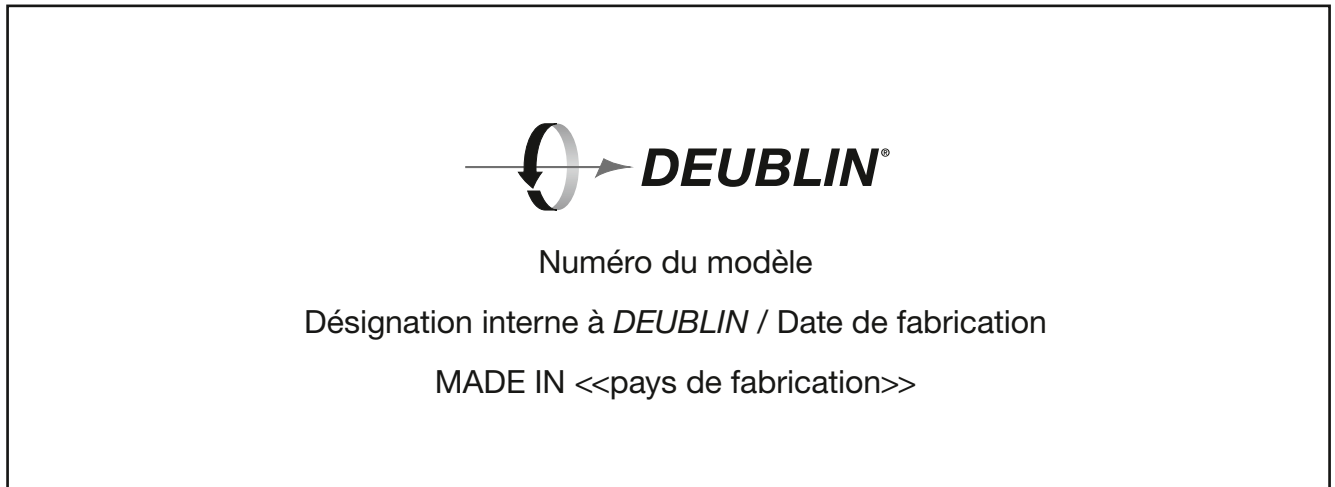 DEUBLIN®
Numéro du modèle
Désignation interne à DEUBLIN / Date de fabrication
MADE IN <<pays de fabrication>>